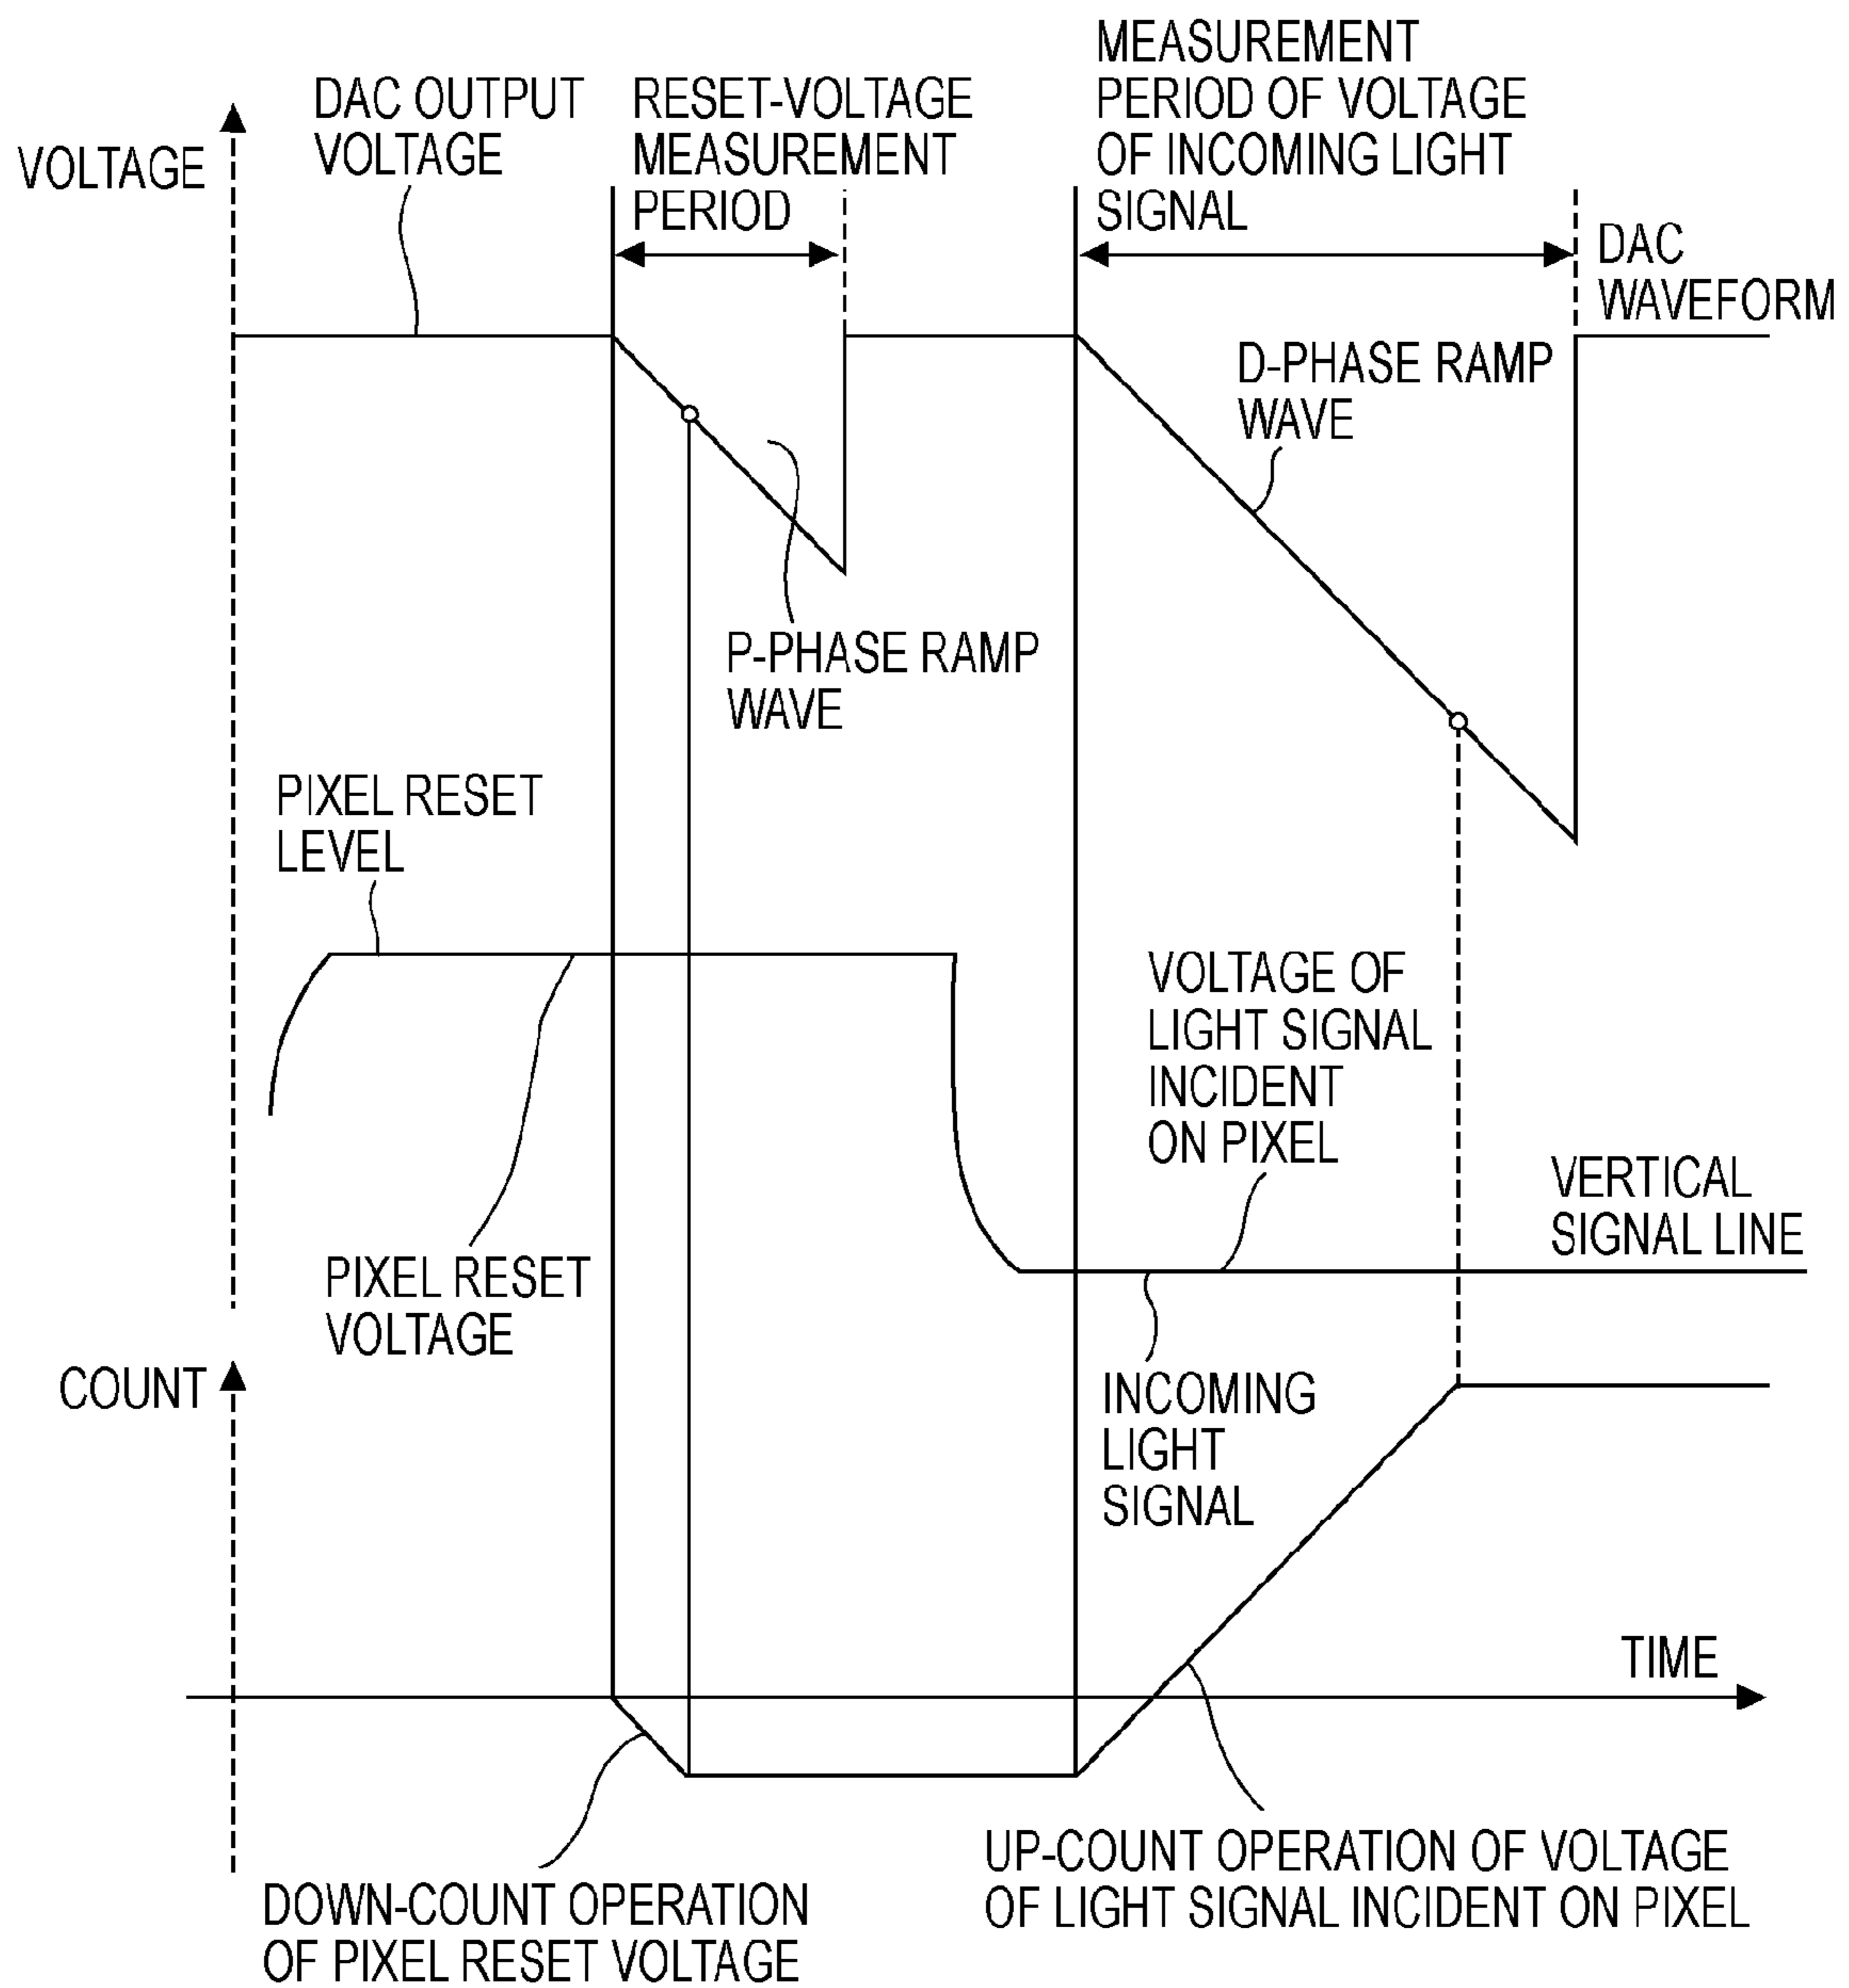 MEASUREMENT
PERIOD OF VOLTAGE
OF INCOMING LIGHT
SIGNAL
DAC OUTPUT
VOLTAGE
RESET-VOLTAGE
MEASUREMENT
PERIOD
VOLTAGE
DAC
WAVEFORM
D-PHASE RAMP
WAVE
P-PHASE RAMP
WAVE
PIXEL RESET
LEVEL
VOLTAGE OF
LIGHT SIGNAL
INCIDENT
ON PIXEL
VERTICAL
SIGNAL LINE
PIXEL RESET
VOLTAGE
COUNT
INCOMING
LIGHT
SIGNAL
TIME
UP-COUNT OPERATION OF VOLTAGE
OF LIGHT SIGNAL INCIDENT ON PIXEL
DOWN-COUNT OPERATION
OF PIXEL RESET VOLTAGE